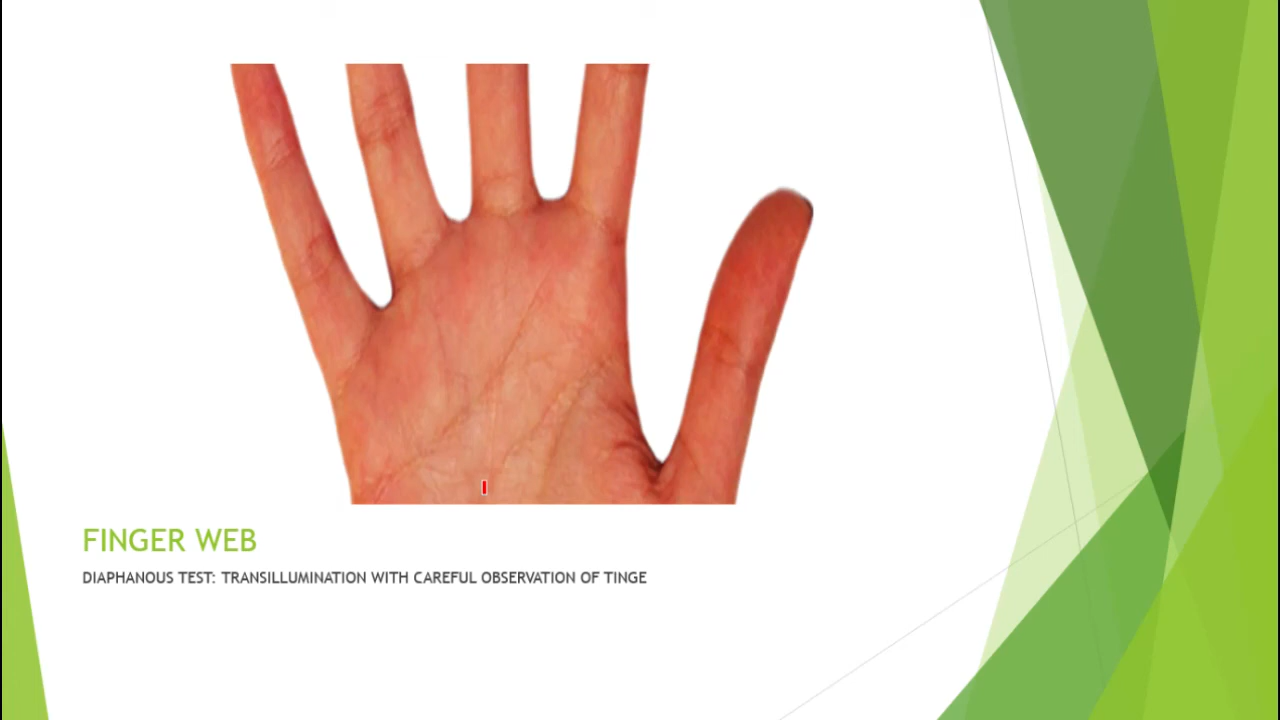 FINGER WEB
DIAPHANOUS TEST: TRANSILLUMINATION WITH CAREFUL OBSERVATION OF TINGE